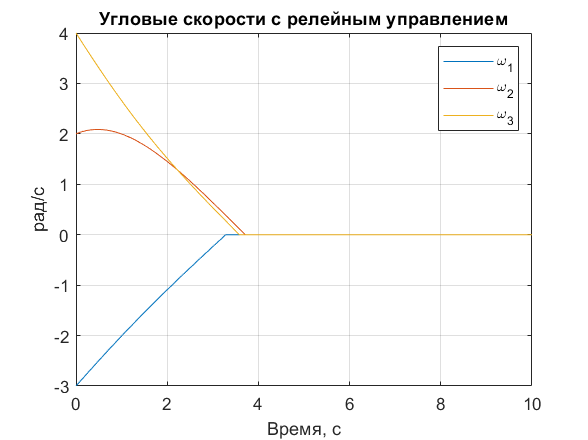 Угловые скорости с релейным управлением
ω1
ω2
ω3
4
3
2
1
0
-1
-2
-3
рад/с
0 2 4 6 8 10
Время, с